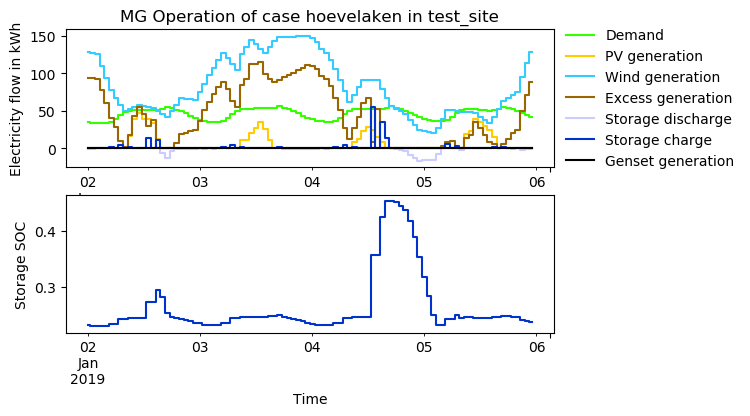 MG Operation of case hoevelaken in test_site
Electricity flow in kWh
150
100
50
0
02
03
04
05
06
Demand
PV generation
Wind generation
Excess generation
Storage discharge
Storage charge
Genset generation
Storage SOC
0.4
0.3
02
03
04
05
06
Jan
2019
Time